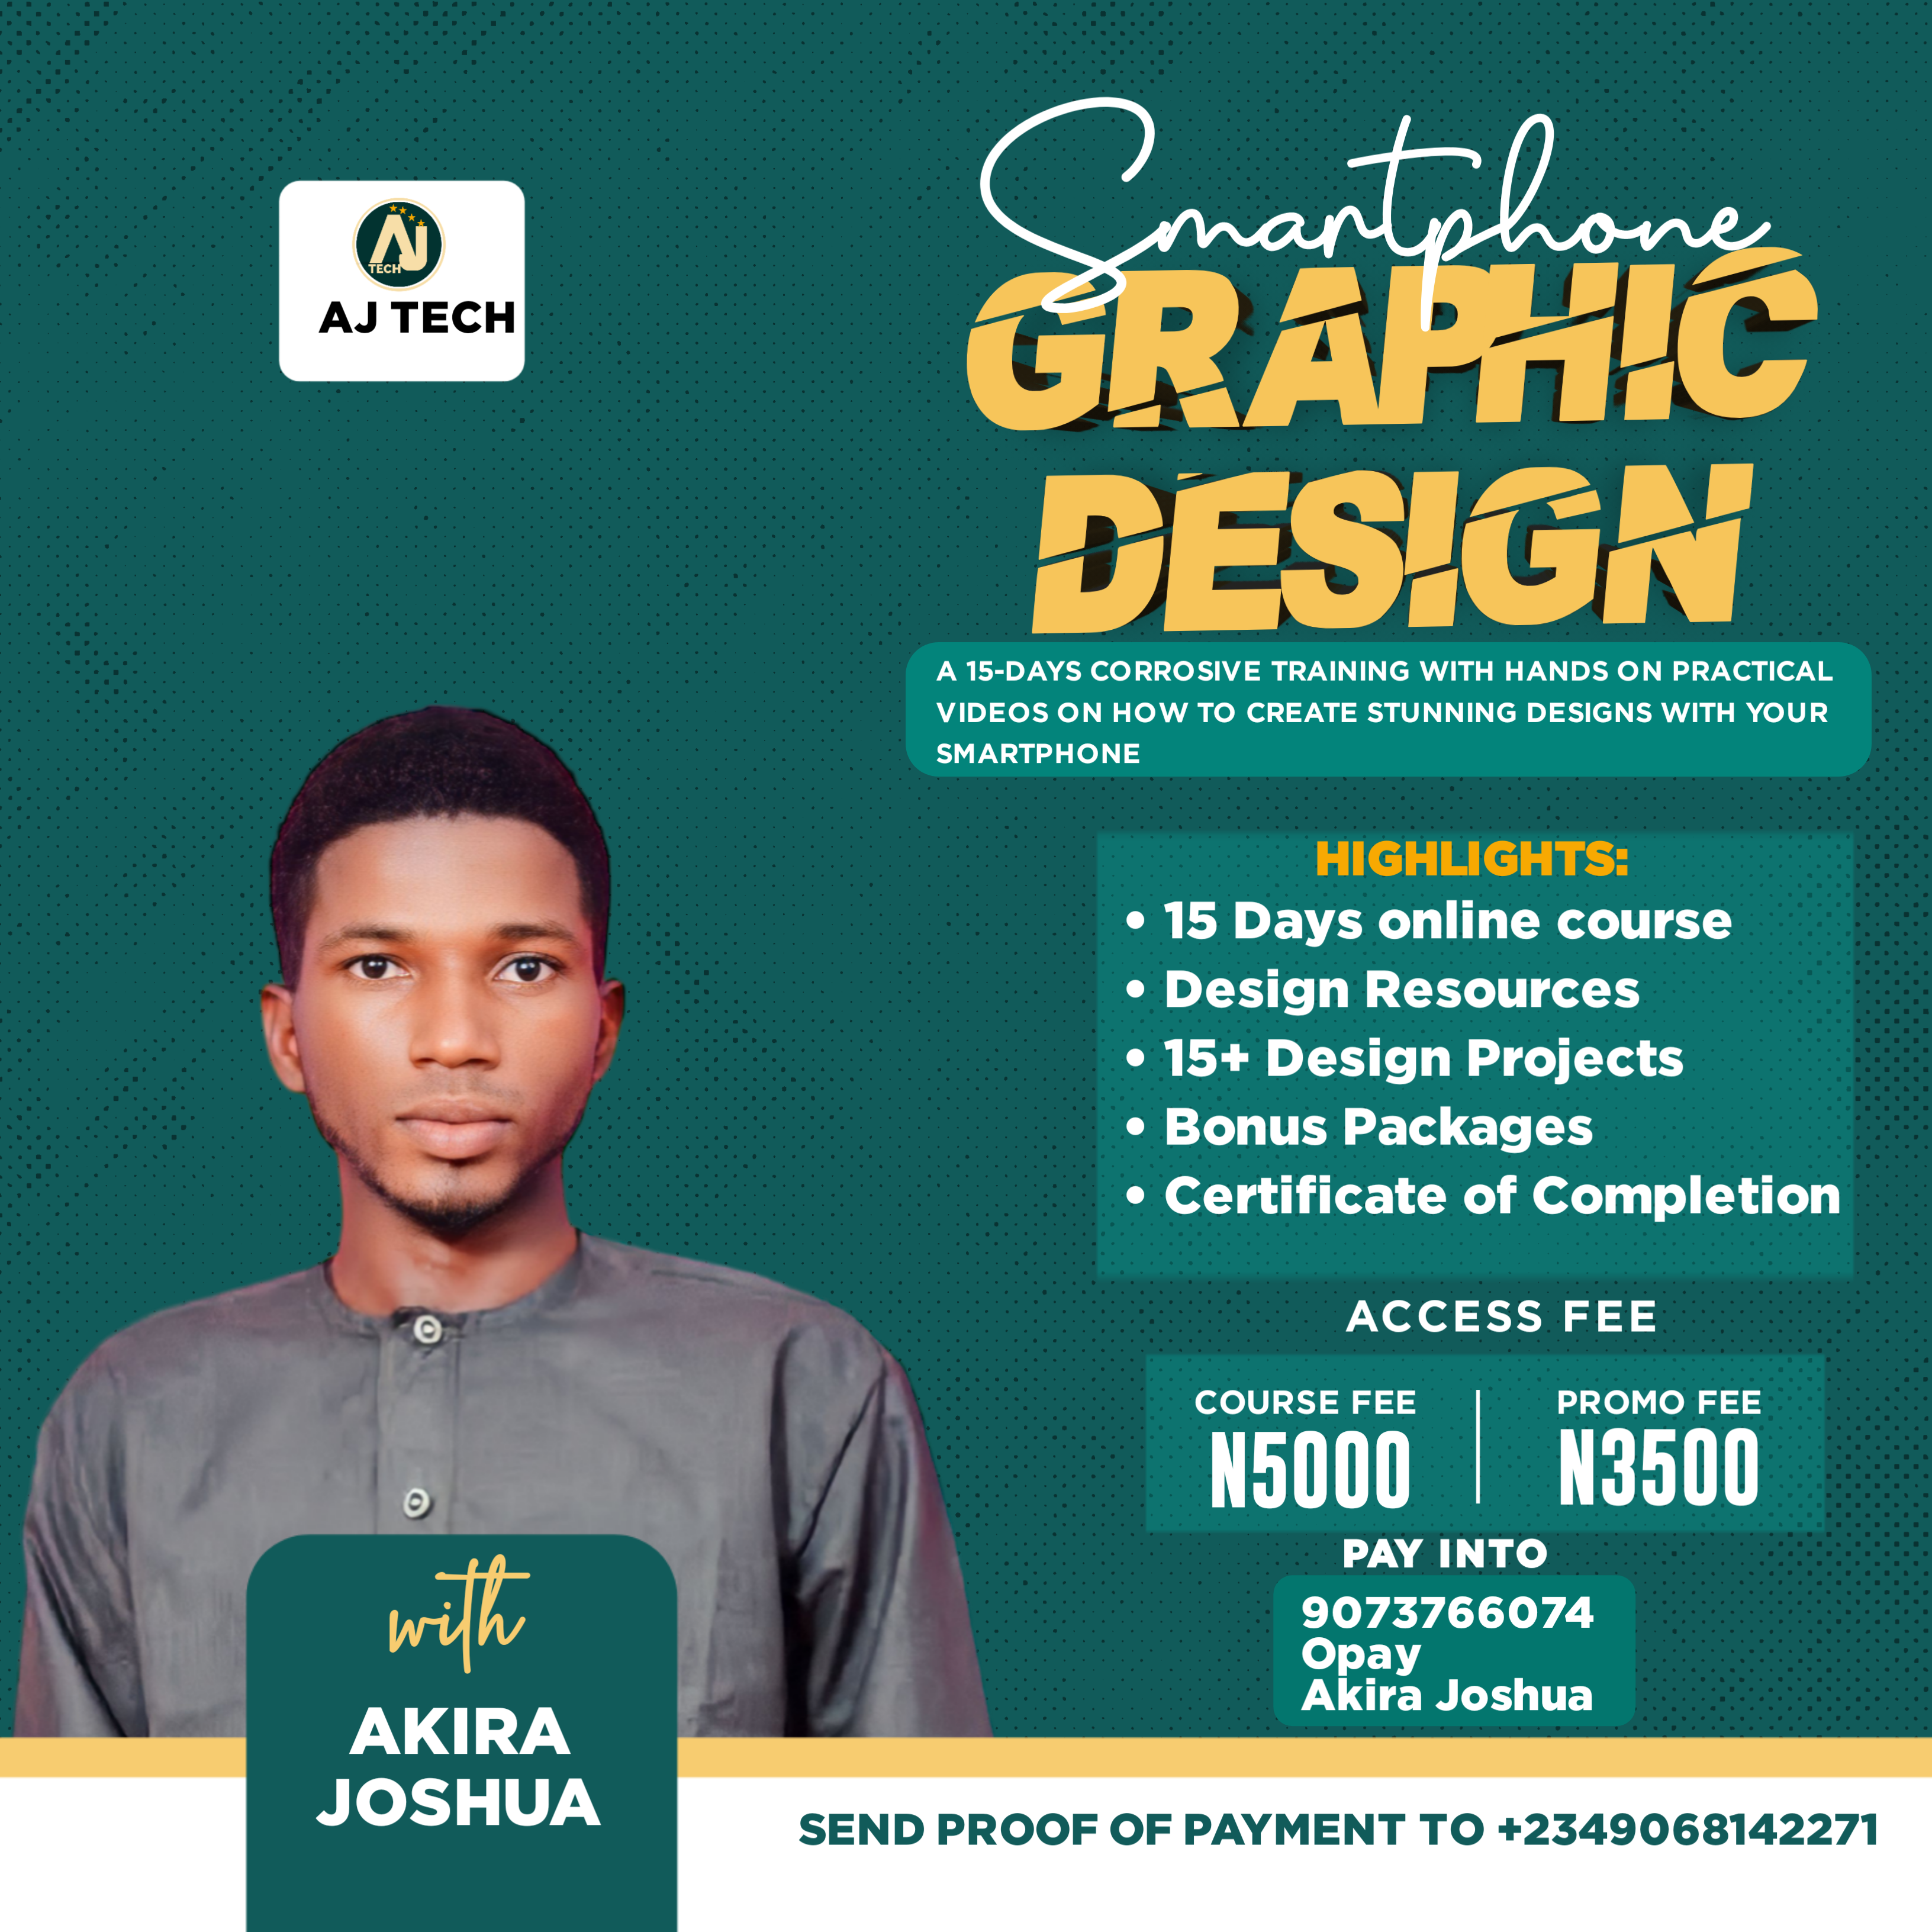 TECH AJ
AJ TECH
Smartphone
GRAPHIC
DESIGN
A 15-DAYS CORROSIVE TRAINING WITH HANDS ON PRACTICAL
VIDEOS ON HOW TO CREATE STUNNING DESIGNS WITH YOUR
SMARTPHONE
HIGHLIGHTS:
• 15 Days online course
• Design Resources
• 15+ Design Projects
• Bonus Packages
• Certificate of Completion
ACCESS FEE
COURSE FEE
N5000
PROMO FEE
N3500
PAY INTO
9073766074
Opay
Akira Joshua
with
AKIRA
JOSHUA
SEND PROOF OF PAYMENT TO +2349068142271